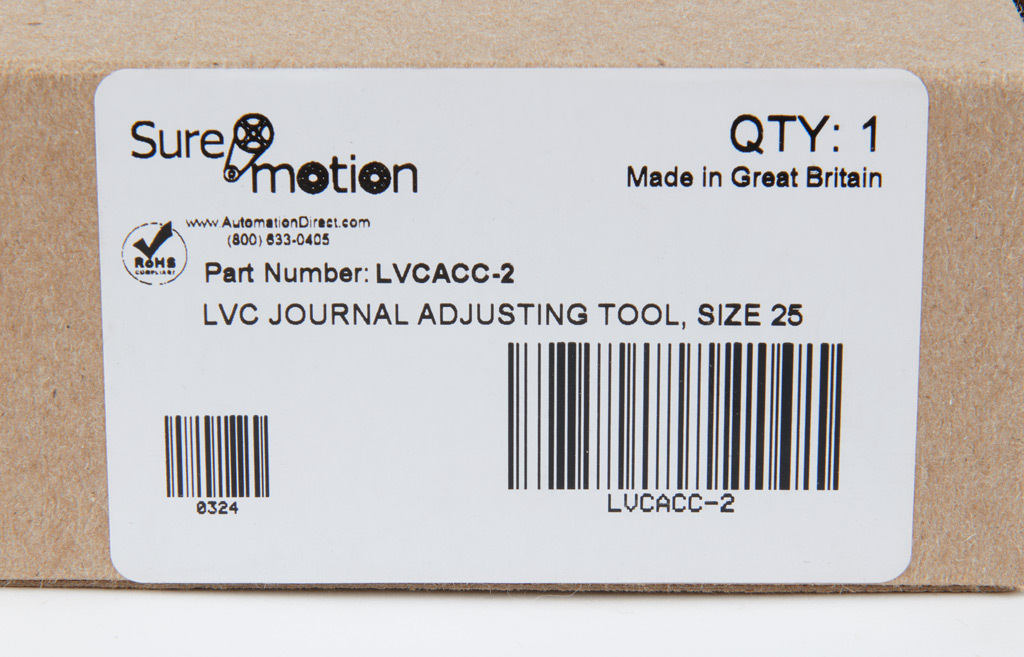 Sure motion
QTY: 1
Made in Great Britain
www.AutomationDirect.com
(800) 633-0405
RoHS
COMPLIANT
Part Number: LVCACC-2
LVC JOURNAL ADJUSTING TOOL, SIZE 25
0324
LVCACC-2